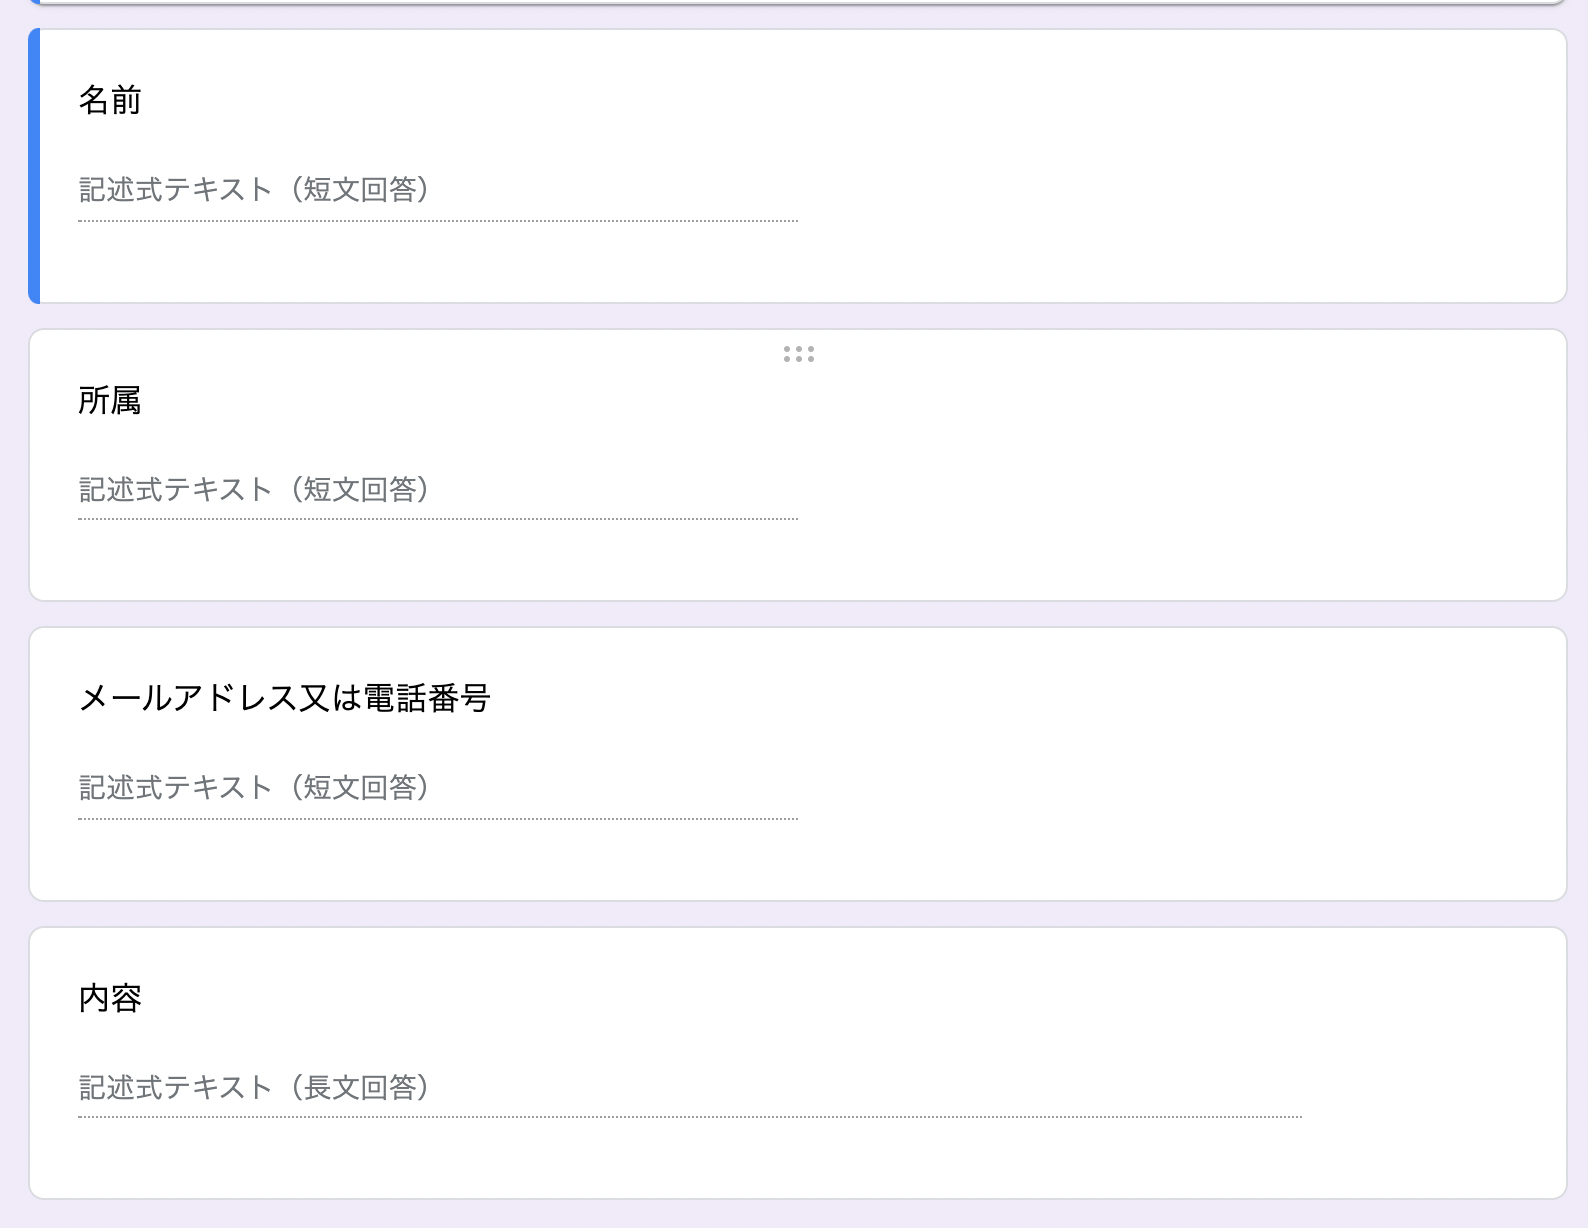 名前
記述式テキスト（短文回答）
所属
記述式テキスト（短文回答）
メールアドレス又は電話番号
記述式テキスト（短文回答）
内容
記述式テキスト（長文回答）